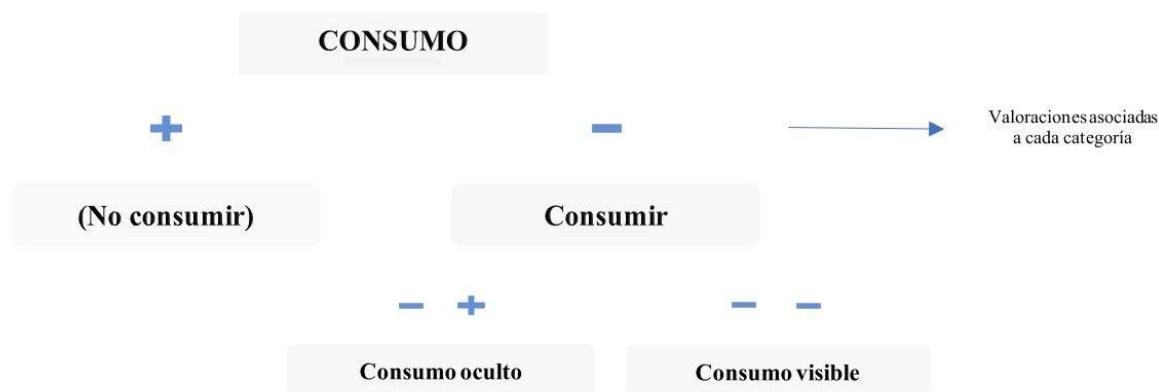 CONSUMO
Valoraciones asociadas
a cada categoría
(No consumir)
Consumir
Consumo oculto
Consumo visible